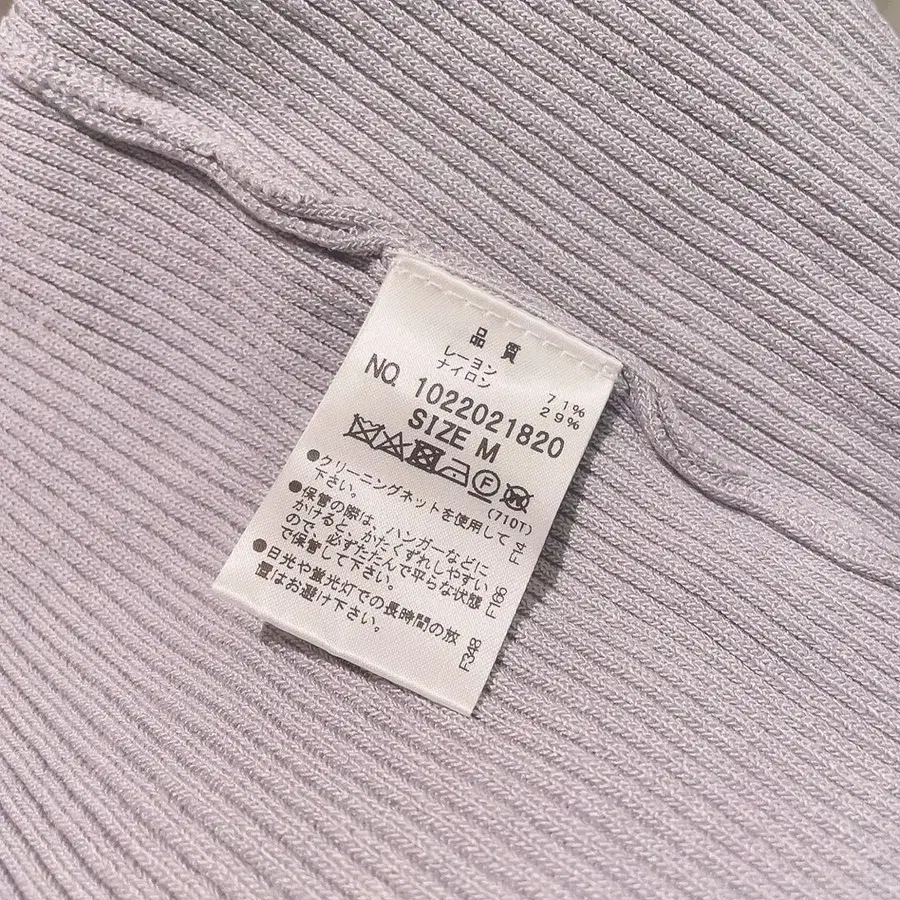 品質
レーヨン 71%
ナイロン 29%
NO. 1022021820
SIZE M
F
W
(710T)
●クリーニングネットを使用して
下さい。
●保管の際は、ハンガーなどに
かけると、かたくずれしやすい
ので、必ずたたんで平らな状態
で保管して下さい。
●日光や蛍光灯での長時間の放
置はお避け下さい。
F14
F166
F348